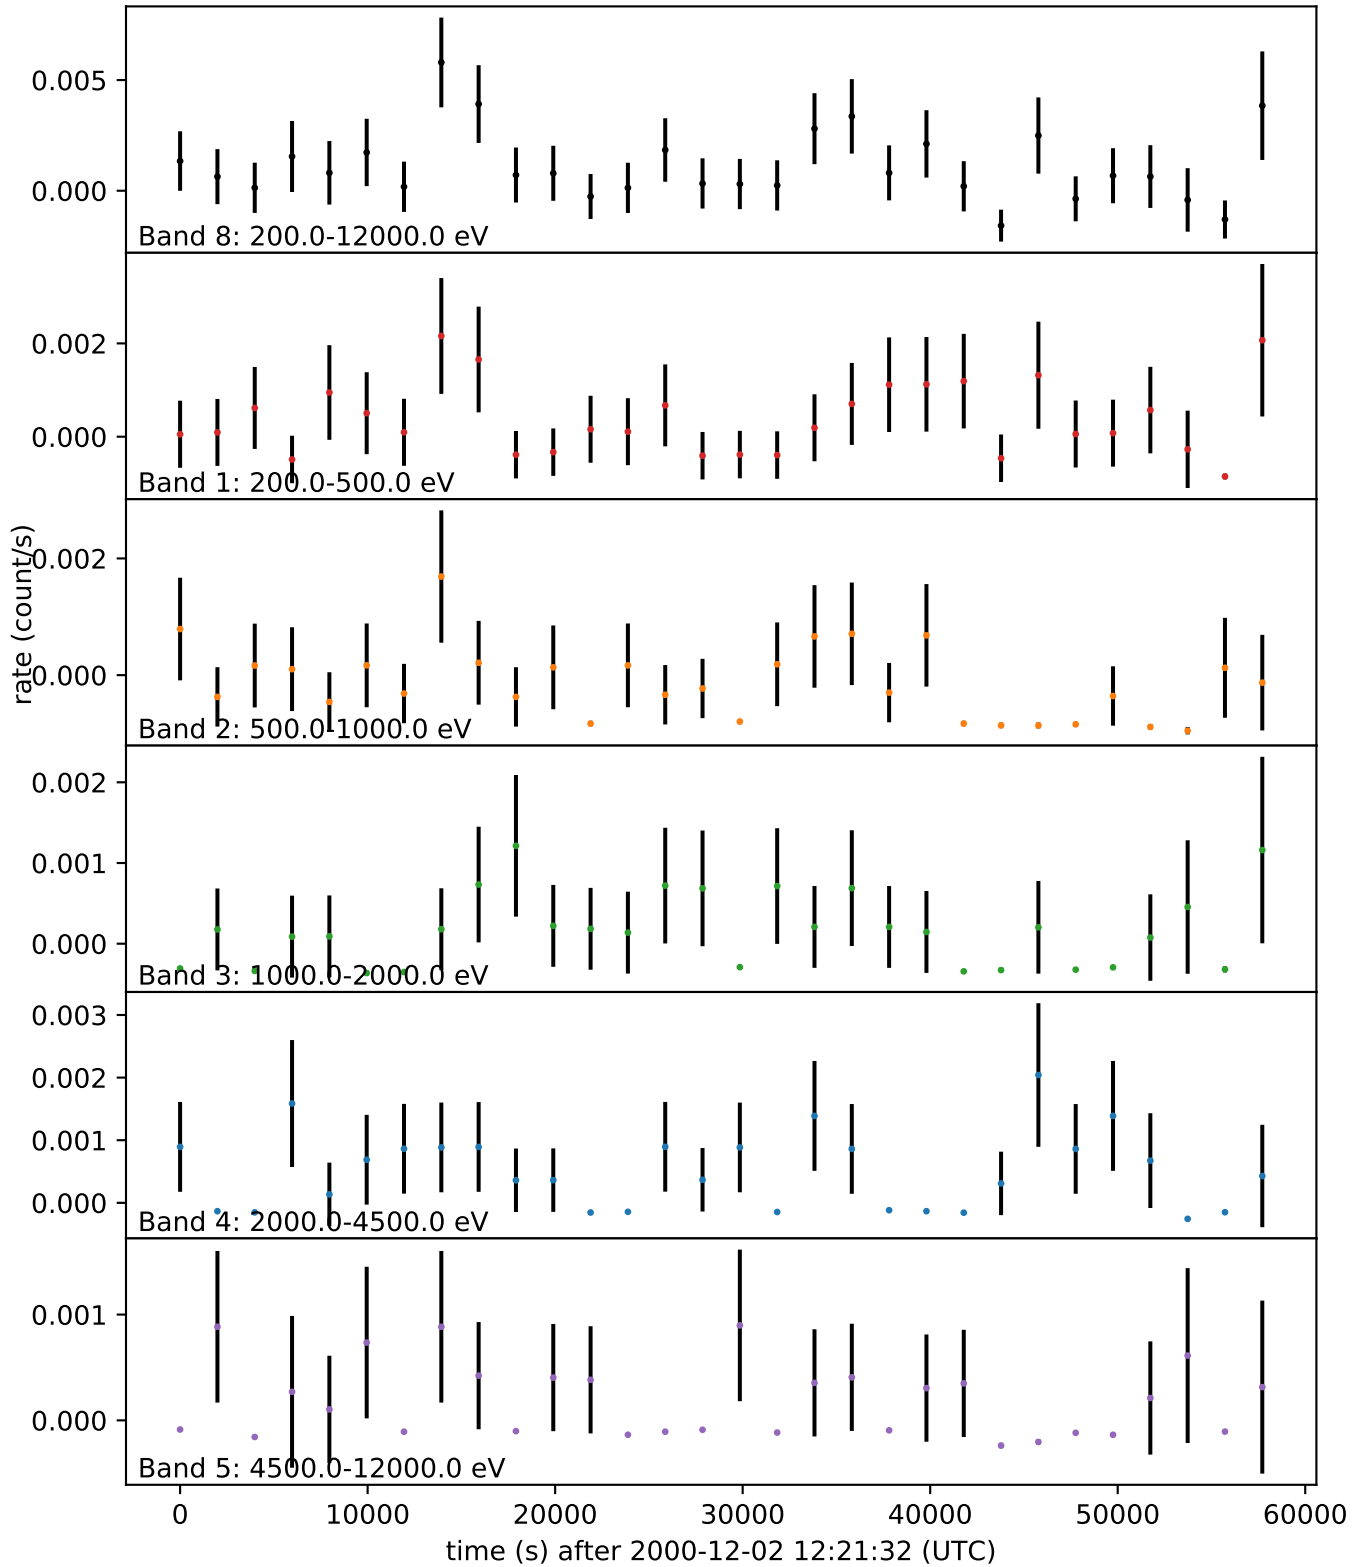 0.005
0.000
Band 8: 200.0-12000.0 eV
0.002
0.000
Band 1: 200.0-500.0 eV
rate (count/s)
0.002
0.000
Band 2: 500.0-1000.0 eV
0.002
0.001
0.000
Band 3: 1000.0-2000.0 eV
0.003
0.002
0.001
0.000
Band 4: 2000.0-4500.0 eV
0.001
0.000
Band 5: 4500.0-12000.0 eV
0 10000 20000 30000 40000 50000 60000
time (s) after 2000-12-02 12:21:32 (UTC)